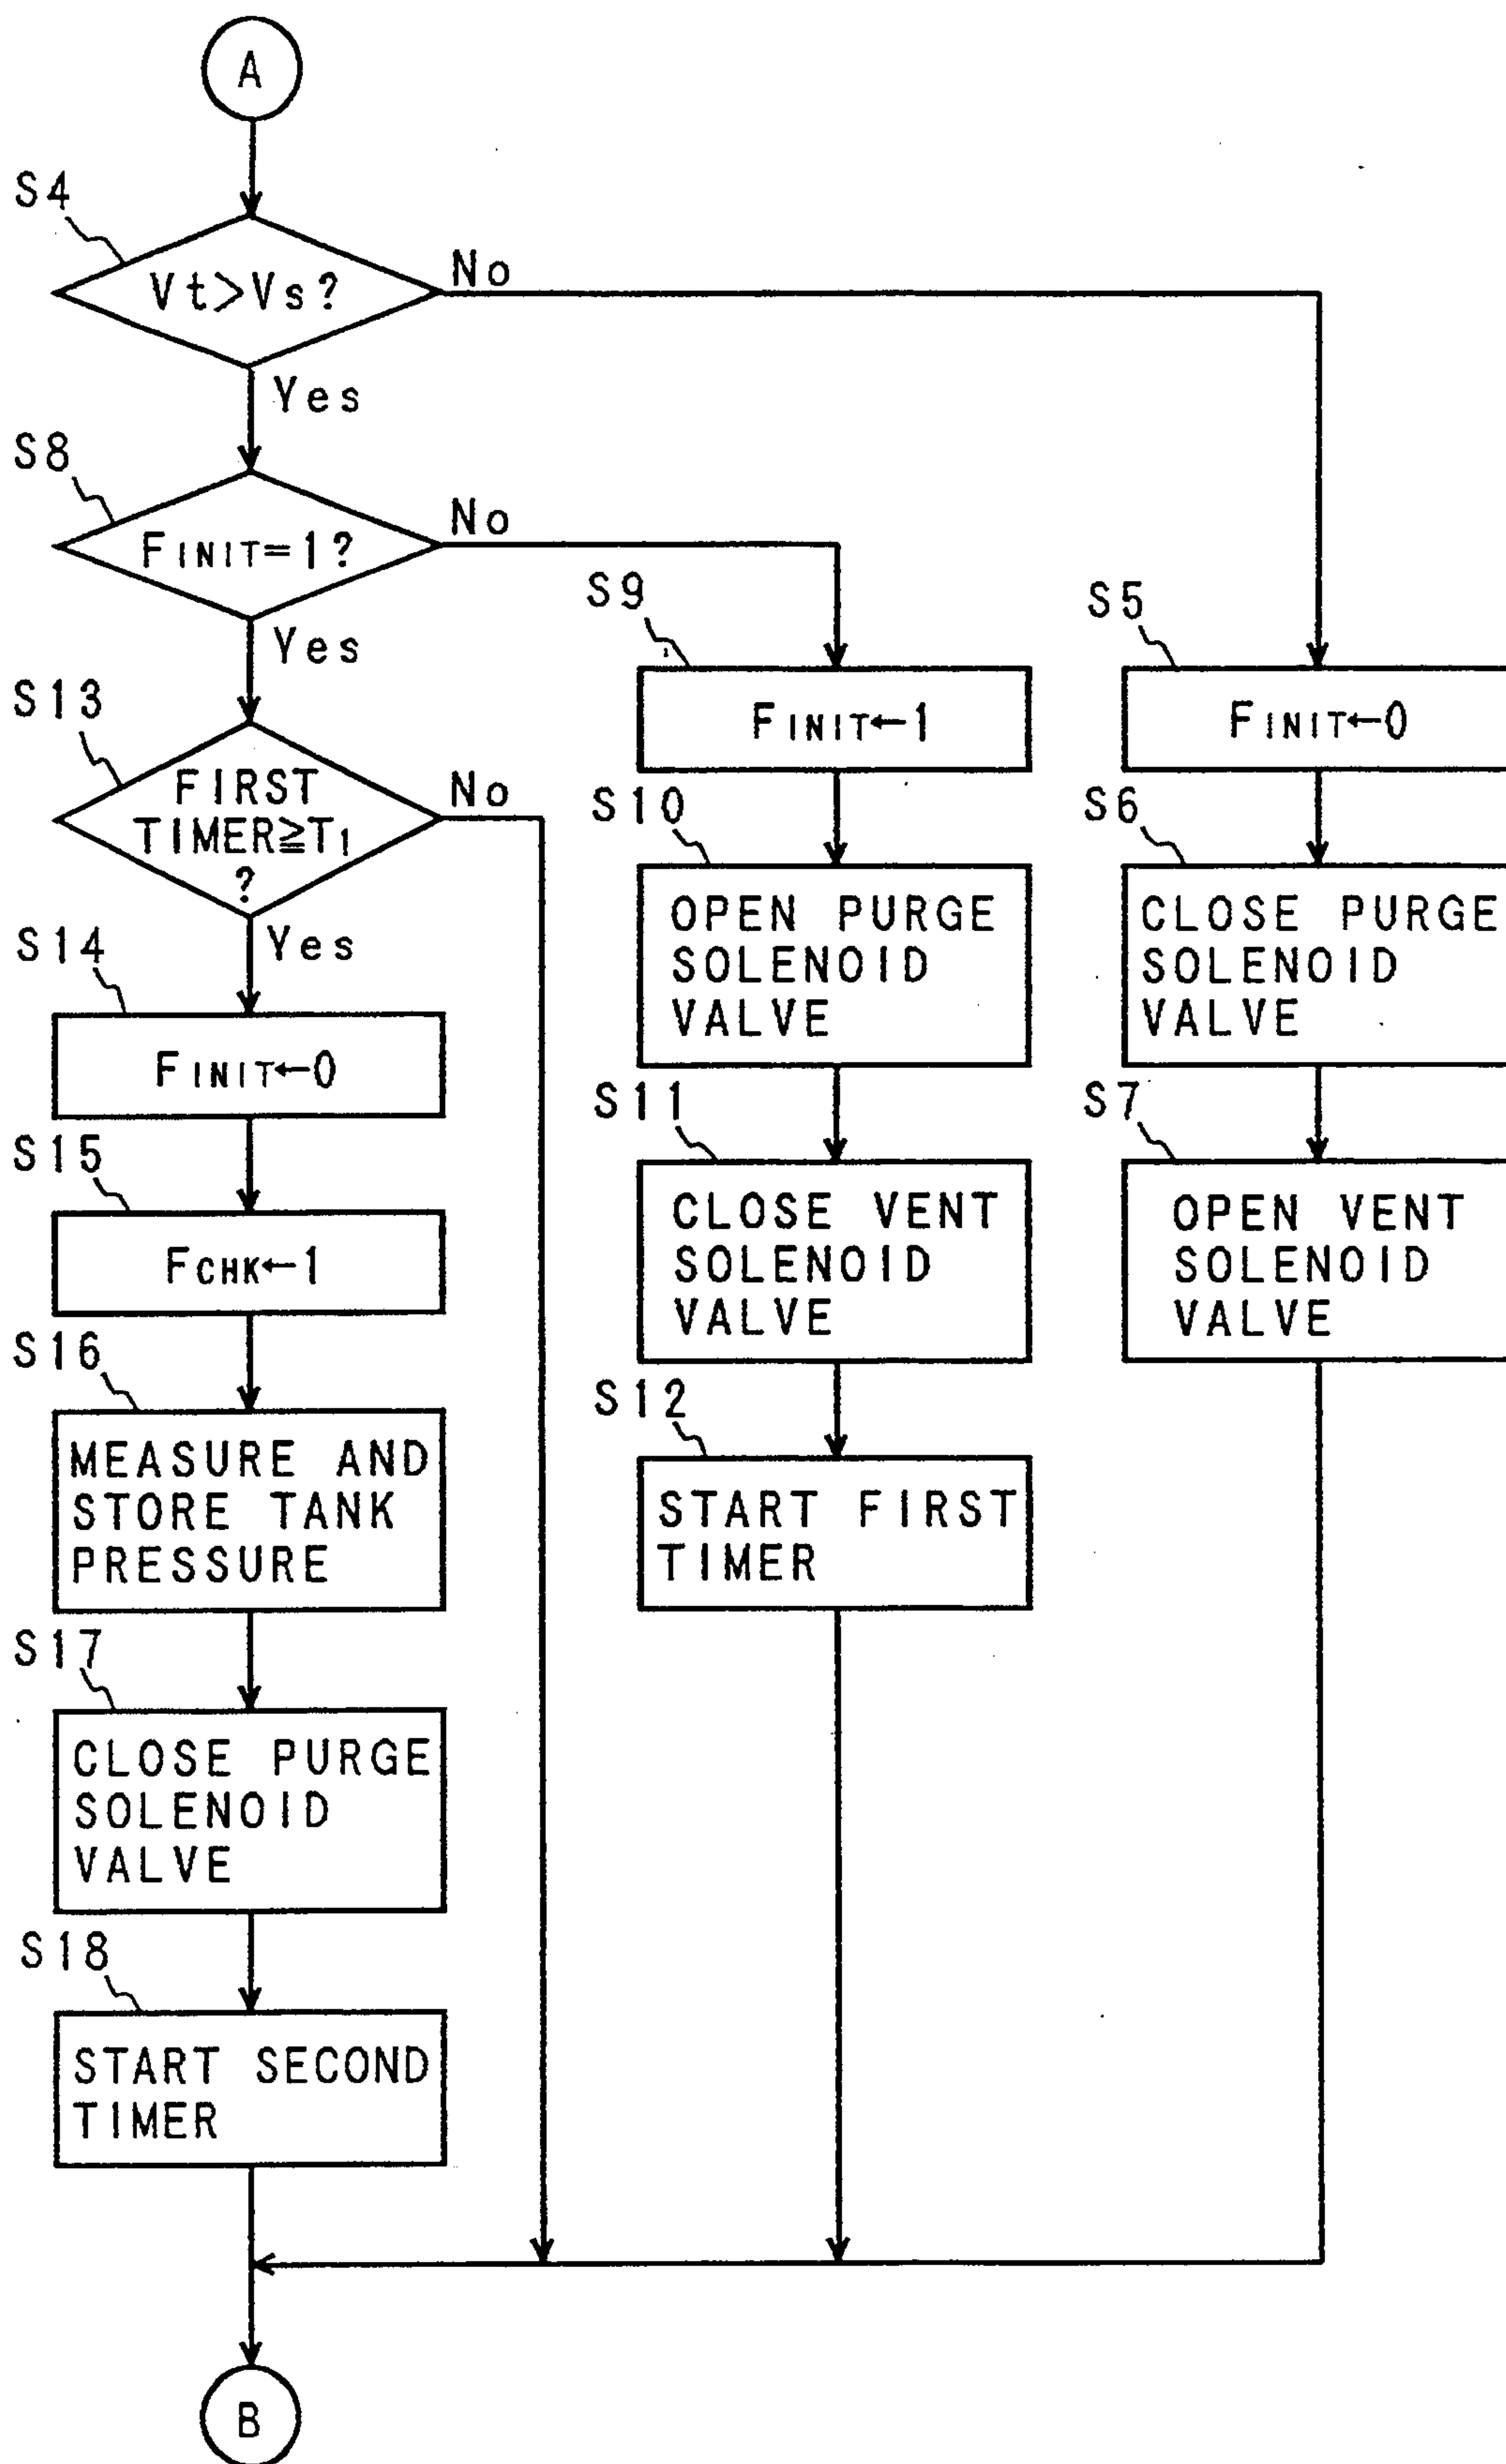 A
S4
Vt>Vs?
No
Yes
S8
FINIT=1?
No
Yes
S9
S5
S13
FINIT←1
FINIT←0
FIRST
TIMER≧T1
?
No
Yes
S10
S6
OPEN PURGE
SOLENOID
VALVE
CLOSE PURGE
SOLENOID
VALVE
S14
FINIT←0
S11
S7
CLOSE VENT
SOLENOID
VALVE
OPEN VENT
SOLENOID
VALVE
S15
FCHK←1
S16
MEASURE AND
STORE TANK
PRESSURE
S12
START FIRST
TIMER
S17
CLOSE PURGE
SOLENOID
VALVE
S18
START SECOND
TIMER
B